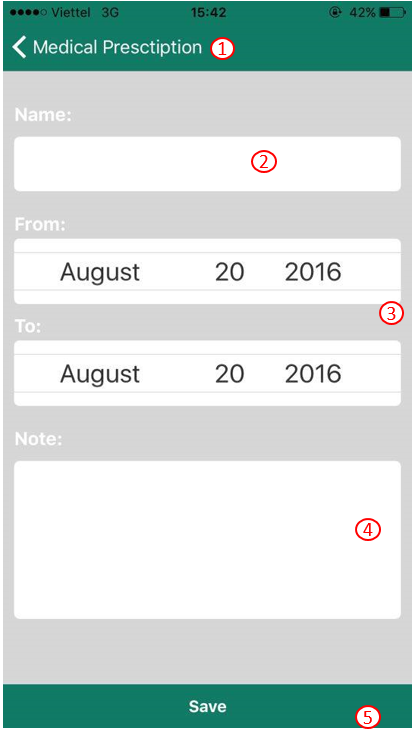 Viettel 3G 15:42 42%
Medical Presctiption 1
Name:
2
From:
August 20 2016
3
To:
August 20 2016
Note:
4
Save
5